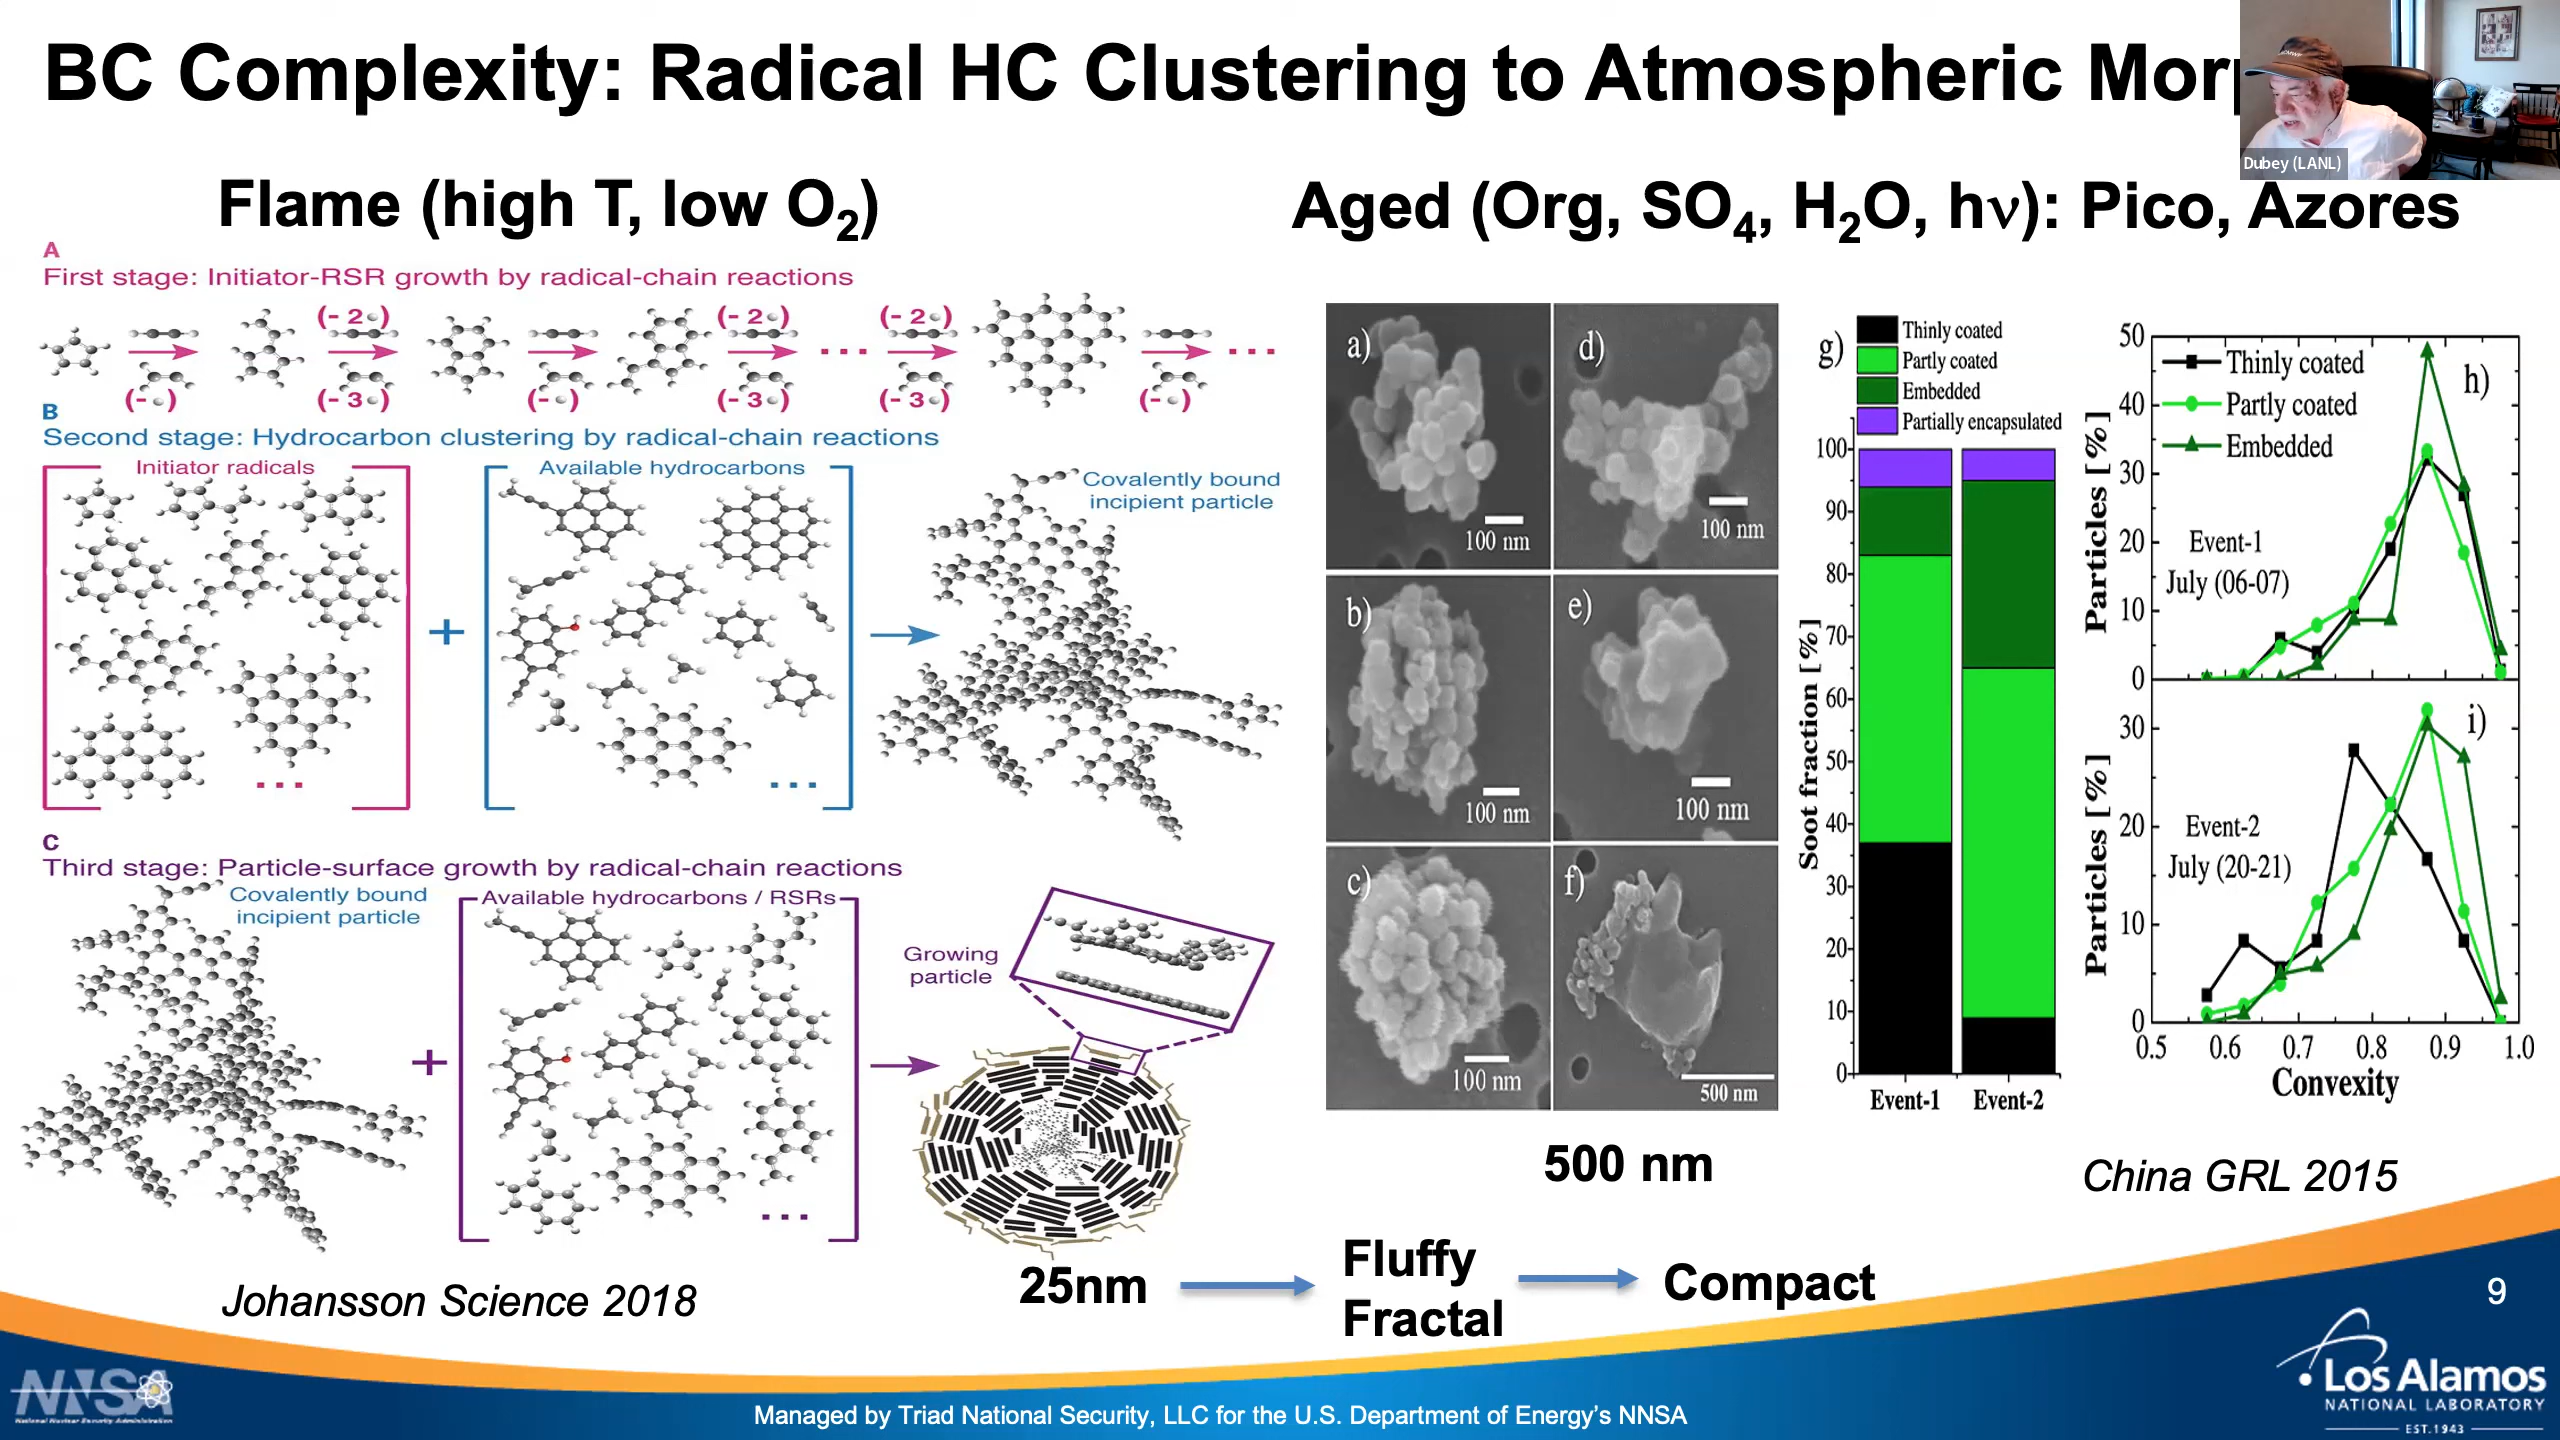 BC Complexity: Radical HC Clustering to Atmospheric
Dubey (LANL)
Flame (high T, low O₂)
A
First stage: Initiator-RSR growth by radical-chain reactions
(- 2 )
(- 2 )
(- 2 )
...
...
(- )
(- 3 )
(- )
(- 3 )
(- 3 )
(- )
B
Second stage: Hydrocarbon clustering by radical-chain reactions
Initiator radicals
...
+
Available hydrocarbons
...
Covalently bound
incipient particle
C
Third stage: Particle-surface growth by radical-chain reactions
Covalently bound
incipient particle
+
Available hydrocarbons / RSRs
...
Growing
particle
Johansson Science 2018
25nm
Fluffy
Fractal
Compact
Aged (Org, SO₄, H₂O, hν): Pico, Azores
a)
100 nm
d)
100 nm
b)
100 nm
e)
100 nm
c)
100 nm
f)
500 nm
500 nm
g)
Thinly coated
Partly coated
Embedded
Partially encapsulated
Soot fraction [%]
100
90
80
70
60
50
40
30
20
10
0
Event-1 Event-2
h)
Thinly coated
Partly coated
Embedded
Particles [%]
50
40
30
20
10
0
Event-1
July (06-07)
i)
Particles [%]
30
20
10
0
Event-2
July (20-21)
0.5 0.6 0.7 0.8 0.9 1.0
Convexity
China GRL 2015
9
NNSA
National Nuclear Security Administration
Managed by Triad National Security, LLC for the U.S. Department of Energy's NNSA
Los Alamos
NATIONAL LABORATORY
EST.1943